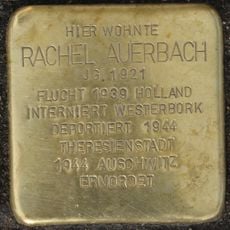 HIER WOHNTE
RACHEL AUERBACH
JG. 1921
FLUCHT 1939 HOLLAND
INTERNIERT WESTERBORK
DEPORTIERT 1944
THERESIENSTADT
1944 AUSCHWITZ
ERMORDET